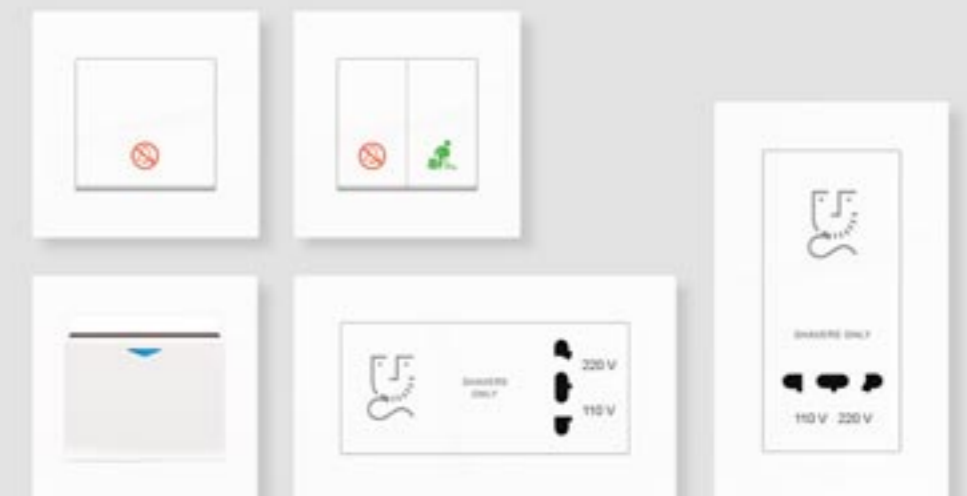 SHAVERS
ONLY
220 V
110 V
SHAVERS ONLY
110 V 220 V